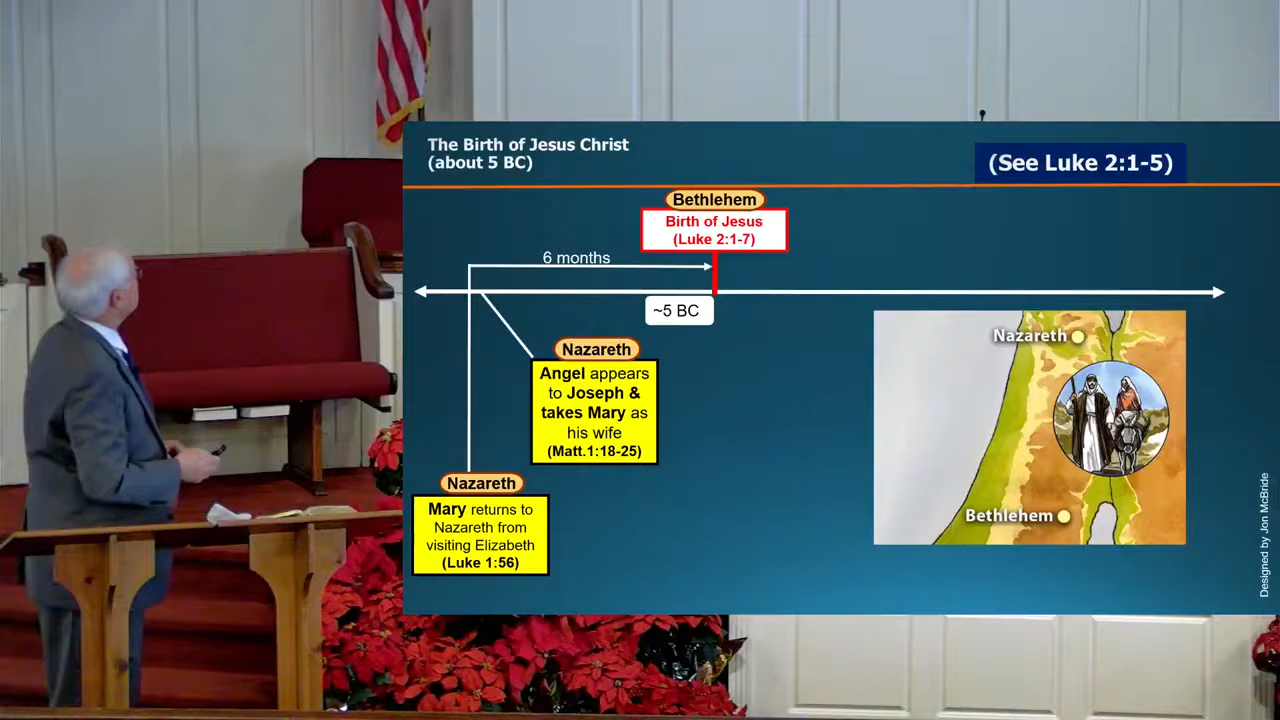 The Birth of Jesus Christ
(about 5 BC)
(See Luke 2:1-5)
Bethlehem
Birth of Jesus
(Luke 2:1-7)
6 months
~5 BC
Nazareth
Angel appears
to Joseph &
takes Mary as
his wife
(Matt.1:18-25)
Nazareth
Mary returns to
Nazareth from
visiting Elizabeth
(Luke 1:56)
Nazareth
Bethlehem
Designed by Jon McBride